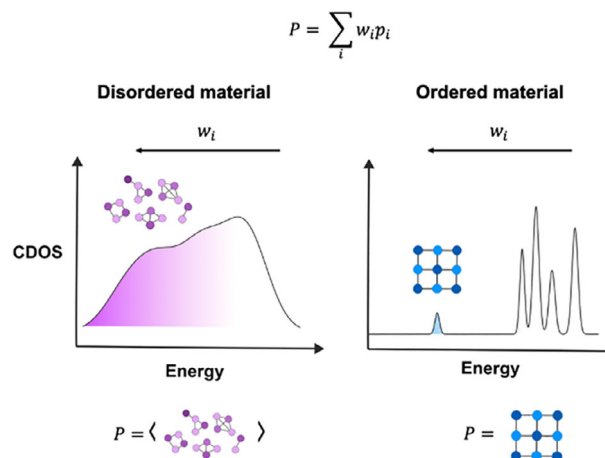 P = ∑ᵢ wᵢpᵢ
Disordered material
Ordered material
wᵢ
wᵢ
CDOS
Energy
Energy
P = ⟨ ⟩
P =